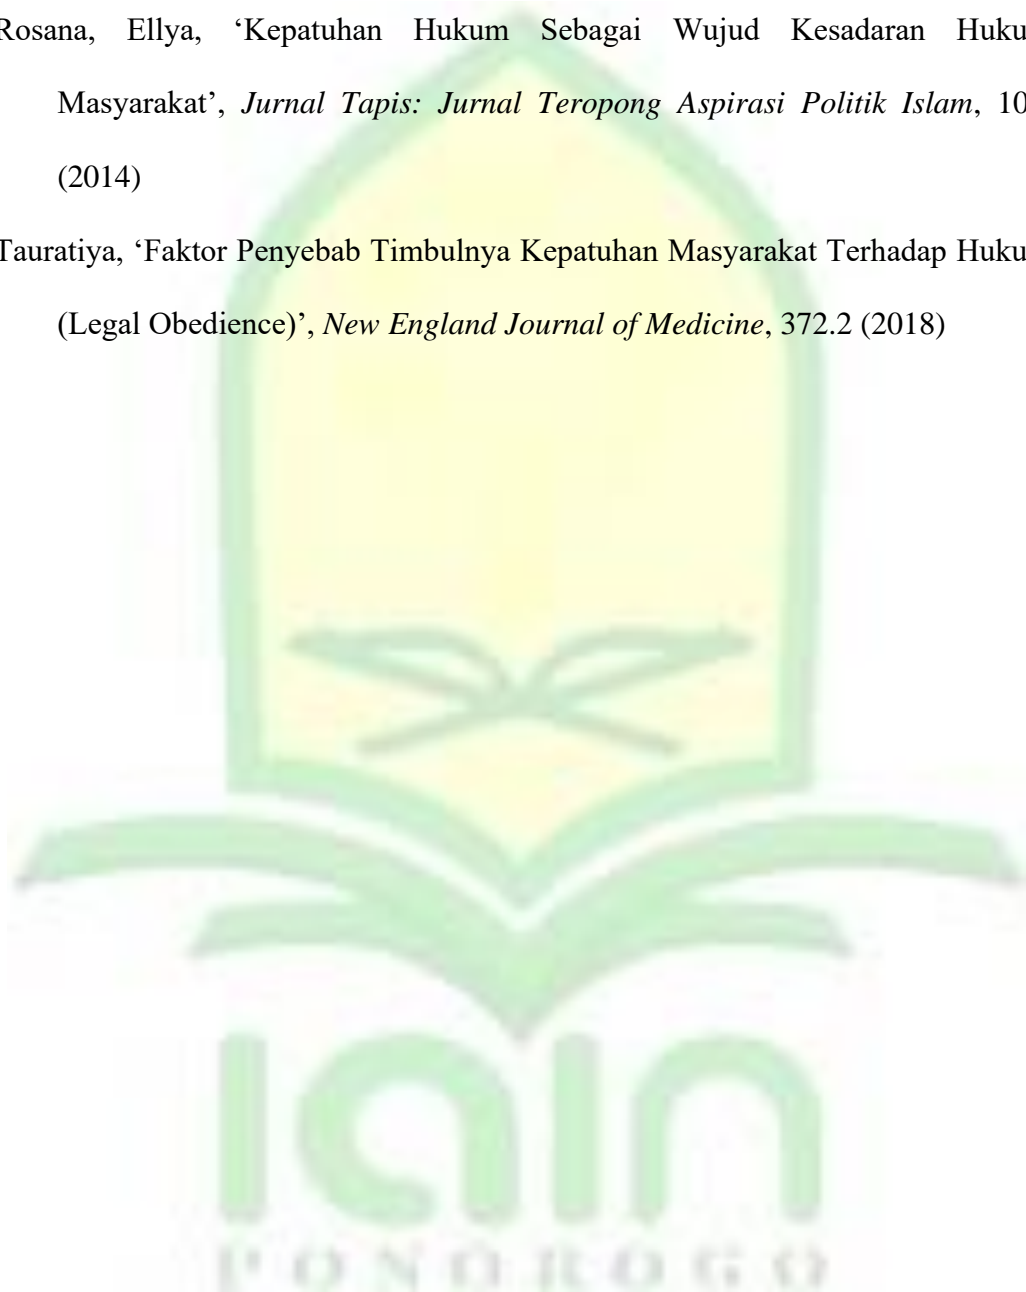 Rosana, Ellya, ‘Kepatuhan Hukum Sebagai Wujud Kesadaran Huku
Masyarakat’, Jurnal Tapis: Jurnal Teropong Aspirasi Politik Islam, 10
(2014)
Tauratiya, ‘Faktor Penyebab Timbulnya Kepatuhan Masyarakat Terhadap Huku
(Legal Obedience)’, New England Journal of Medicine, 372.2 (2018)
iain
PONOROGO